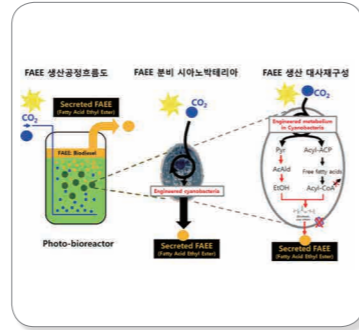 FAEE 생산공정흐름도
CO₂
Secreted FAEE
(Fatty Acid Ethyl Ester)
FAEE: Biodiesel
Photo-bioreactor
FAEE 분비 시아노박테리아
CO₂
Engineered cyanobacteria
Secreted FAEE
(Fatty Acid Ethyl Ester)
FAEE 생산 대사재구성
CO₂
Engineered metabolism
in Cyanobacteria
Pyr
Acyl-ACP
AcAld
Free fatty acids
EtOH
Acyl-CoA
Secreted FAEE
(Fatty Acid Ethyl Ester)